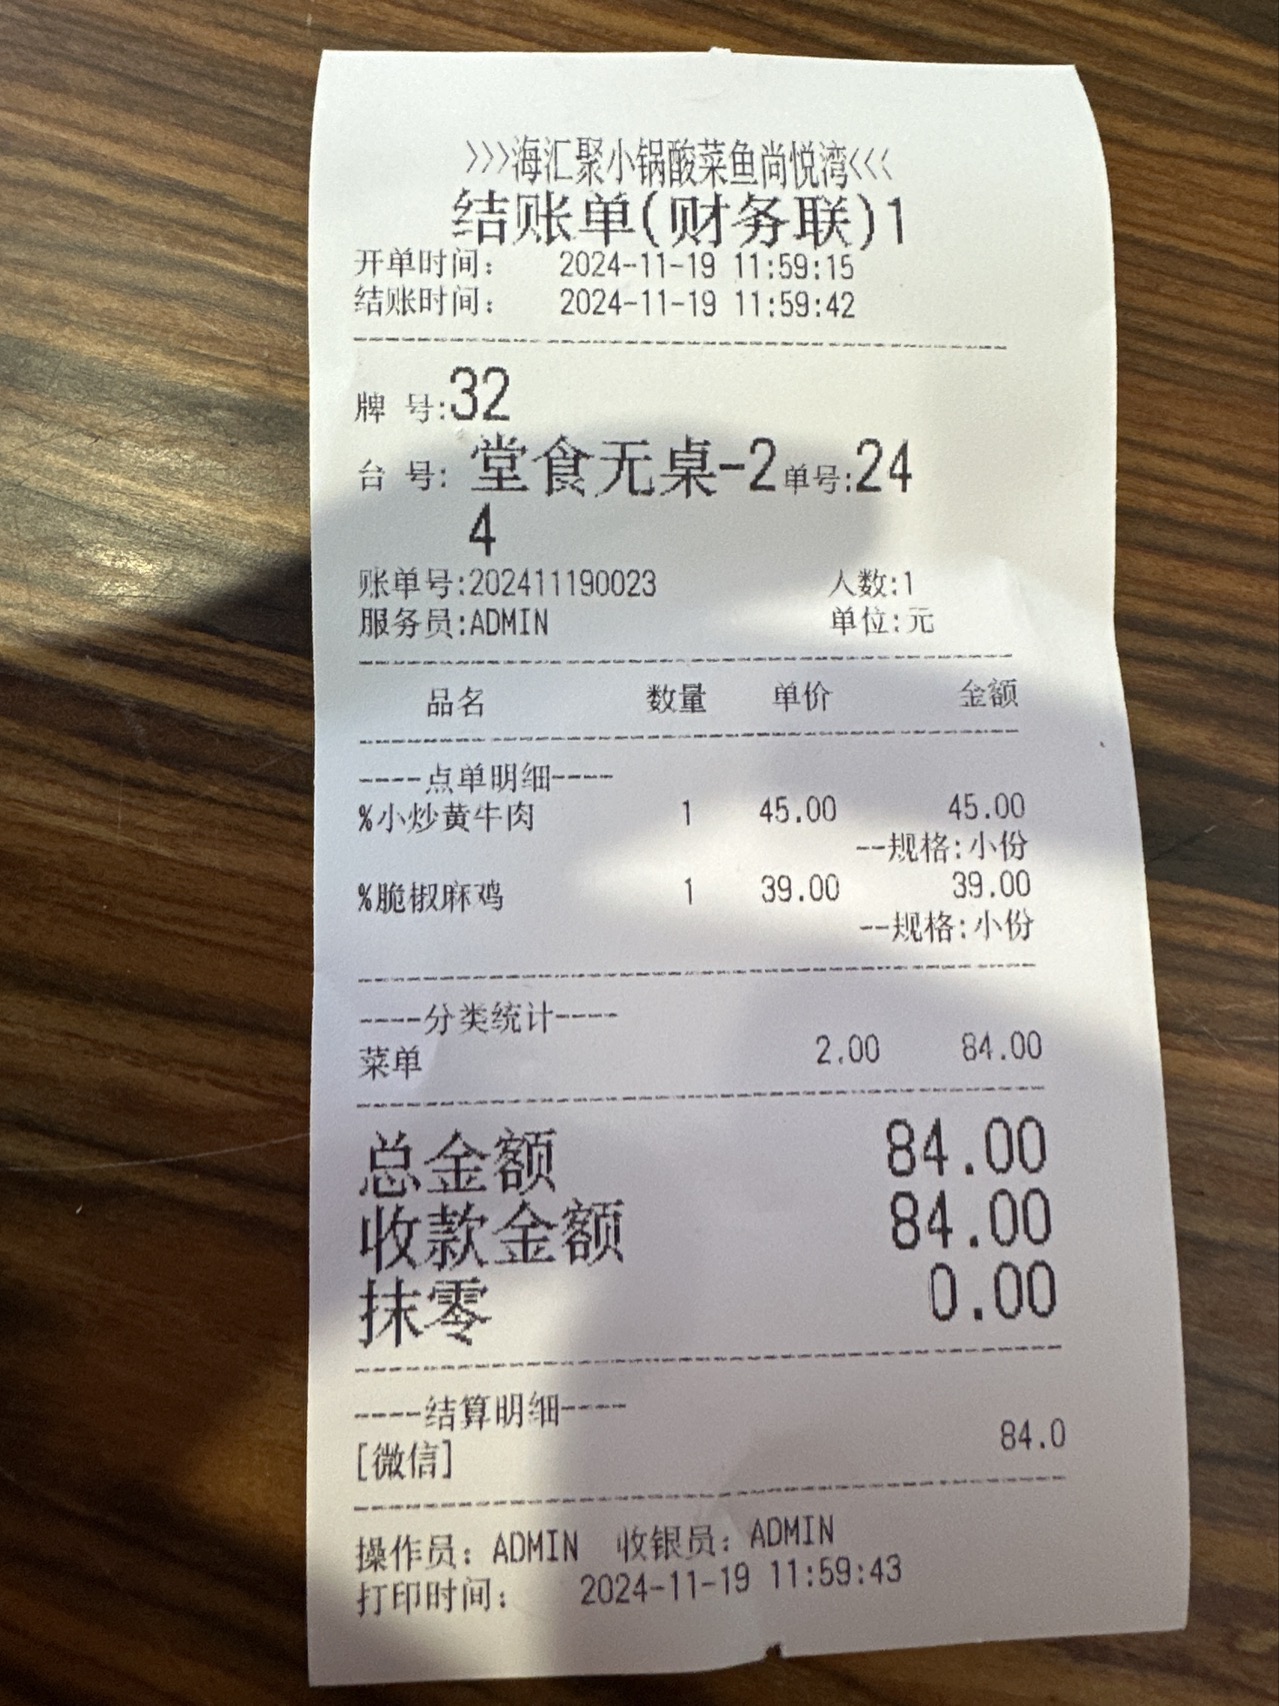 >>>海汇聚小锅酸菜鱼尚悦湾<<<
结账单(财务联)1
开单时间: 2024-11-19 11:59:15
结账时间: 2024-11-19 11:59:42
牌 号:32
台 号: 堂食无桌-2 单号:24
4
账单号:202411190023 人数:1
服务员:ADMIN 单位:元
品名 数量 单价 金额
----点单明细----
%小炒黄牛肉 1 45.00 45.00
--规格:小份
%脆椒麻鸡 1 39.00 39.00
--规格:小份
----分类统计----
菜单 2.00 84.00
总金额 84.00
收款金额 84.00
抹零 0.00
----结算明细----
[微信] 84.0
操作员: ADMIN 收银员: ADMIN
打印时间: 2024-11-19 11:59:43